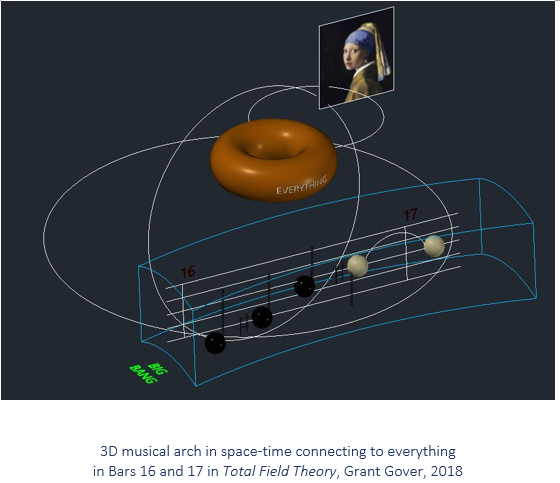 EVERYTHING
17
16
BIG
BANG
3D musical arch in space-time connecting to everything
in Bars 16 and 17 in Total Field Theory, Grant Gover, 2018